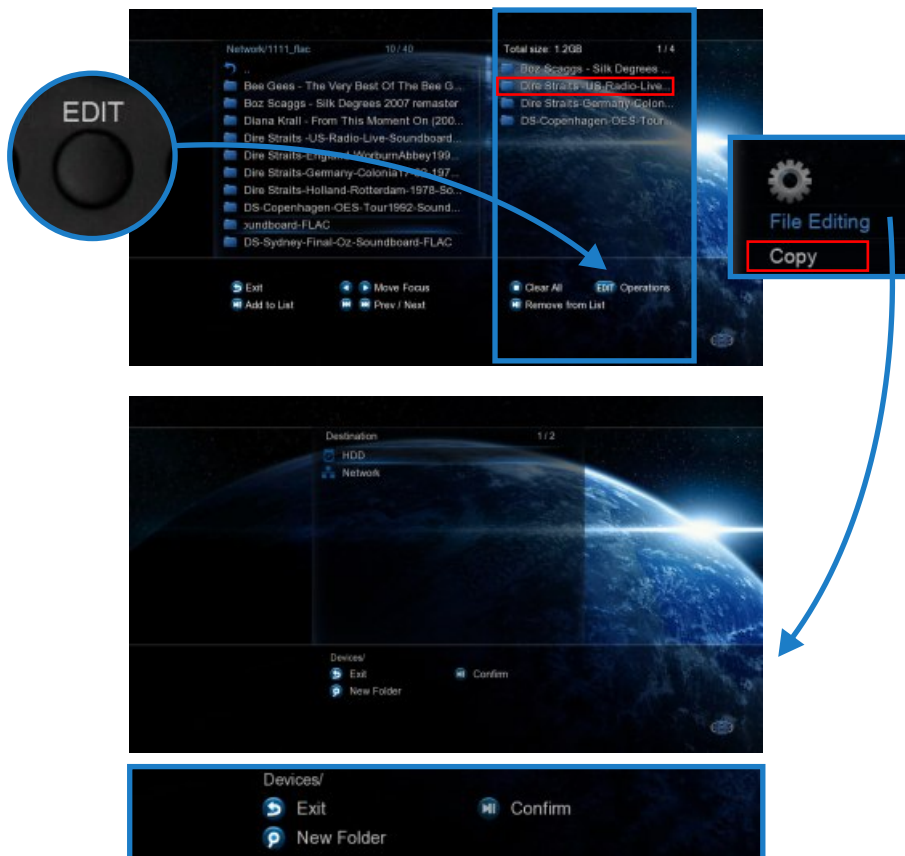 EDIT
Network/1111_flac 10/40
..
Bee Gees - The Very Best Of The Bee G...
Boz Scaggs - Silk Degrees 2007 remaster
Diana Krall - From This Moment On (200...
Dire Straits -US-Radio-Live-Soundboard...
Dire Straits-England-WorburnAbbey199...
Dire Straits-Germany-Colonia17-02-197...
Dire Straits-Holland-Rotterdam-1978-So...
DS-Copenhagen-OES-Tour1992-Sound...
oundboard-FLAC
DS-Sydney-Final-Oz-Soundboard-FLAC
Exit Move Focus
Add to List Prev / Next
Total size: 1.2GB 1/4
Boz Scaggs - Silk Degrees ...
Dire Straits -US-Radio-Live...
Dire Straits-Germany-Colon...
DS-Copenhagen-OES-Tour...
Clear All EDIT Operations
Remove from List
File Editing
Copy
Destination 1/2
HDD
Network
Devices/
Exit Confirm
New Folder
Devices/
Exit Confirm
New Folder